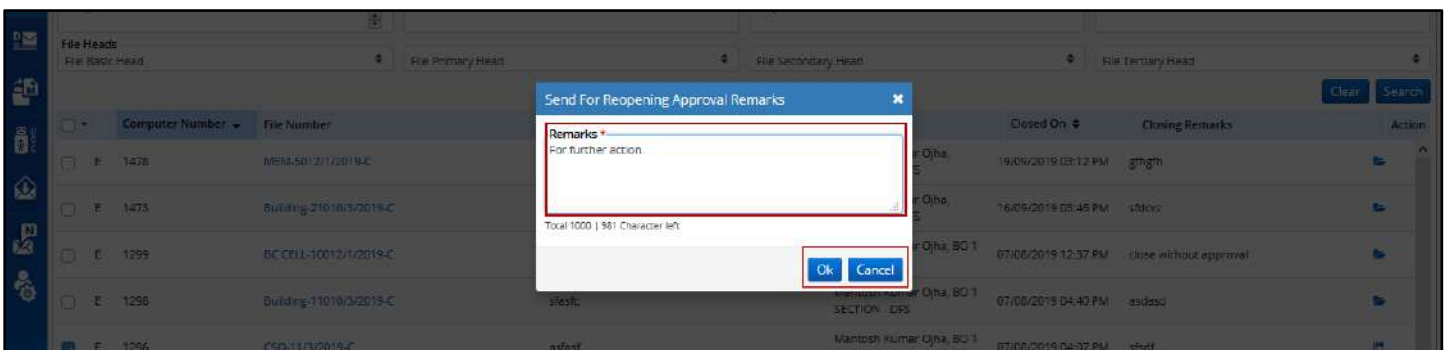 File Heads
File Basic Head File Primary Head File Secondary Head File Tertiary Head
Clear Search
Send For Reopening Approval Remarks
Computer Number File Number Closed On Closing Remarks Action
Remarks *
For further action.
E 1478 MEM-5012/1/2019-C r Ojha, 19/09/2019 03:12 PM gfhgfh
E 1473 Building-21010/5/2019-C r Ojha, 16/09/2019 03:45 PM
Total 1000 | 981 Character left
E 1299 BC CELL-10012/1/2019-C r Ojha, BO 1 07/08/2019 12:37 PM close without approval
Ok Cancel
E 1298 Building-11010/3/2019-C sfesfc Mantosh Kumar Ojha, BO 1 07/08/2019 04:40 PM asdasd
SECTION - DFS
E 1296 CSD-11/3/2019-C Mantosh Kumar Ojha, BO 1 07/08/2019 04:07 PM